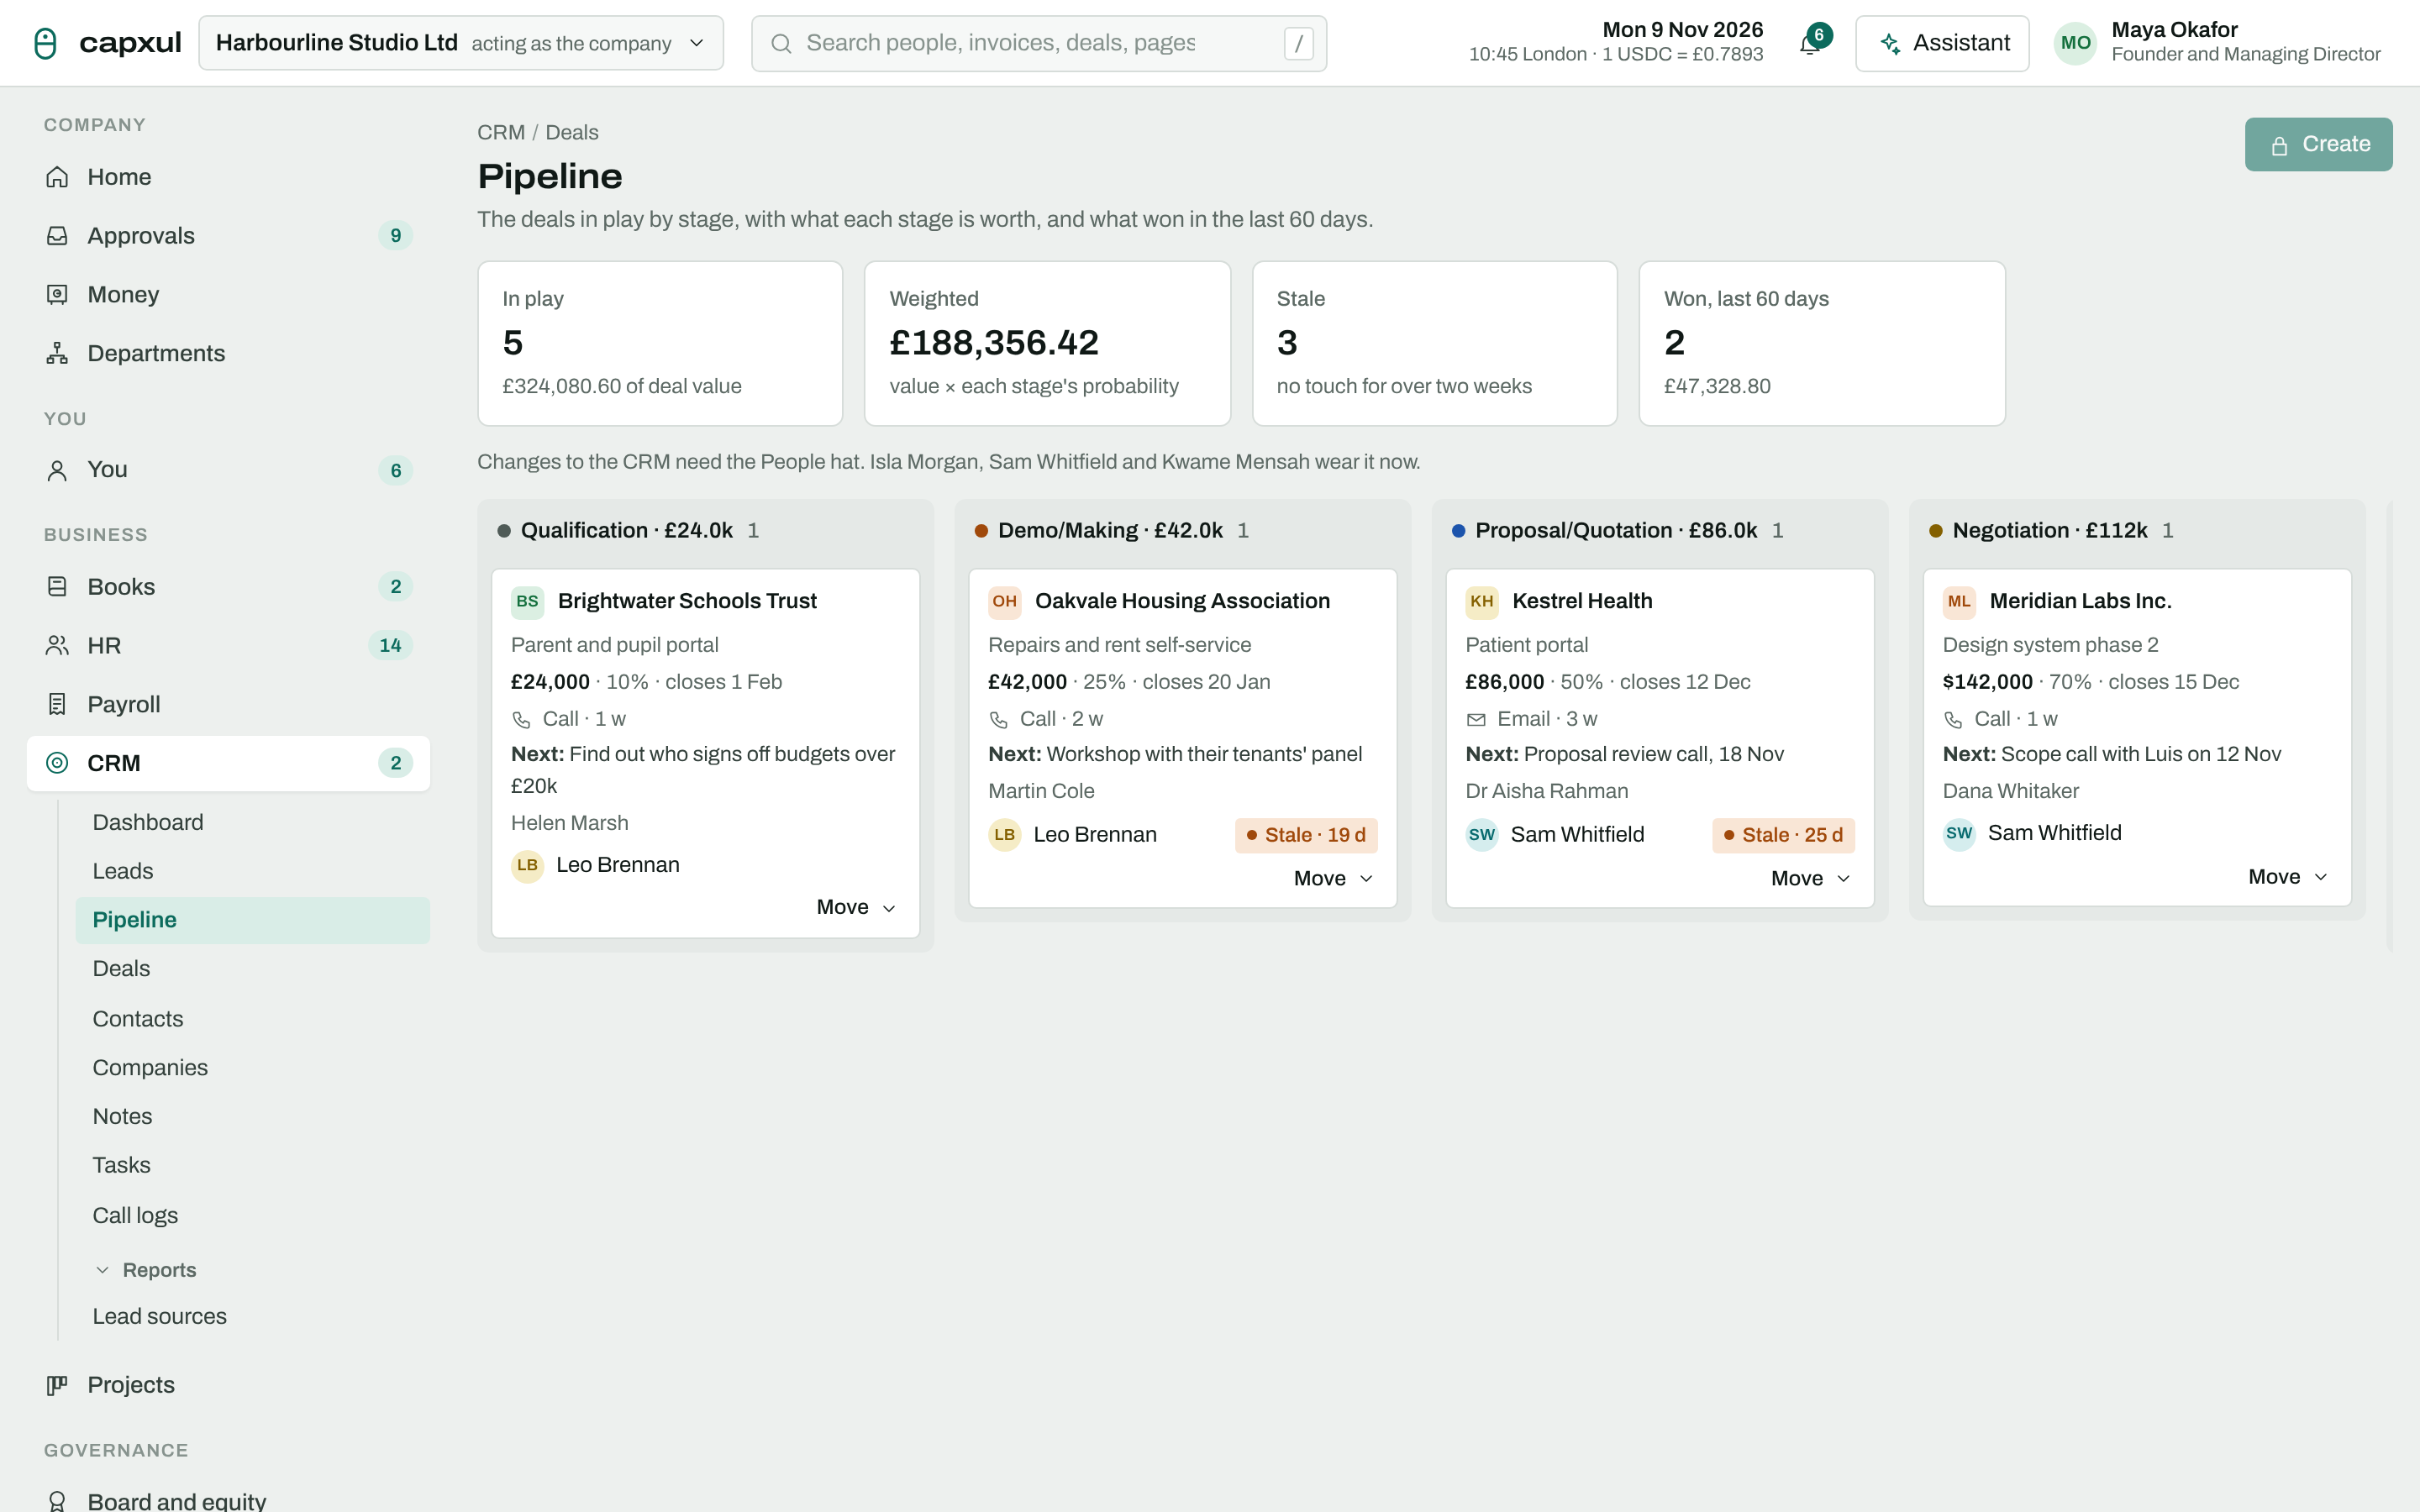 capxul
Harbourline Studio Ltd acting as the company
Search people, invoices, deals, pages
/
Mon 9 Nov 2026
10:45 London · 1 USDC = £0.7893
6
Assistant
MO
Maya Okafor
Founder and Managing Director
COMPANY
Home
Approvals 9
Money
Departments
YOU
You 6
BUSINESS
Books 2
HR 14
Payroll
CRM 2
Dashboard
Leads
Pipeline
Deals
Contacts
Companies
Notes
Tasks
Call logs
Reports
Lead sources
Projects
GOVERNANCE
Board and equity
CRM / Deals
Create
Pipeline
The deals in play by stage, with what each stage is worth, and what won in the last 60 days.
In play
5
£324,080.60 of deal value
Weighted
£188,356.42
value × each stage's probability
Stale
3
no touch for over two weeks
Won, last 60 days
2
£47,328.80
Changes to the CRM need the People hat. Isla Morgan, Sam Whitfield and Kwame Mensah wear it now.
Qualification · £24.0k 1
BS Brightwater Schools Trust
Parent and pupil portal
£24,000 · 10% · closes 1 Feb
Call · 1 w
Next: Find out who signs off budgets over
£20k
Helen Marsh
LB Leo Brennan
Move
Demo/Making · £42.0k 1
OH Oakvale Housing Association
Repairs and rent self-service
£42,000 · 25% · closes 20 Jan
Call · 2 w
Next: Workshop with their tenants' panel
Martin Cole
LB Leo Brennan Stale · 19 d
Move
Proposal/Quotation · £86.0k 1
KH Kestrel Health
Patient portal
£86,000 · 50% · closes 12 Dec
Email · 3 w
Next: Proposal review call, 18 Nov
Dr Aisha Rahman
SW Sam Whitfield Stale · 25 d
Move
Negotiation · £112k 1
ML Meridian Labs Inc.
Design system phase 2
$142,000 · 70% · closes 15 Dec
Call · 1 w
Next: Scope call with Luis on 12 Nov
Dana Whitaker
SW Sam Whitfield
Move